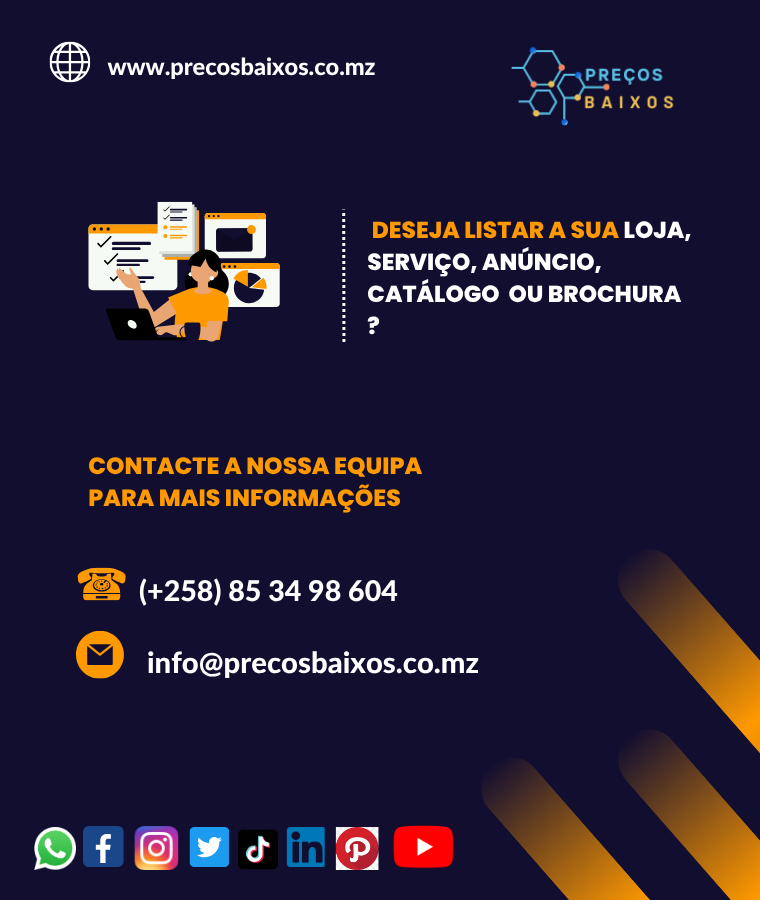 www.precosbaixos.co.mz
PREÇOS
BAIXOS
DESEJA LISTAR A SUA LOJA,
SERVIÇO, ANÚNCIO,
CATÁLOGO OU BROCHURA
?
CONTACTE A NOSSA EQUIPA
PARA MAIS INFORMAÇÕES
(+258) 85 34 98 604
info@precosbaixos.co.mz